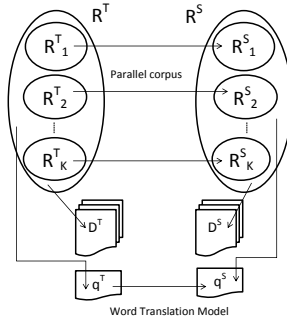 R^T R^S
R^T_1 R^S_1
Parallel corpus
R^T_2 R^S_2
R^T_K R^S_K
D^T D^S
q^T q^S
Word Translation Model